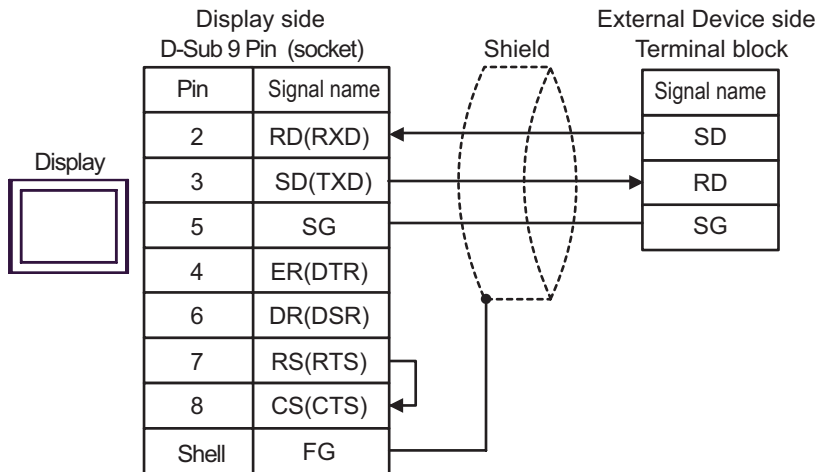 Display side
D-Sub 9 Pin (socket)
Shield
External Device side
Terminal block
Pin Signal name
2 RD(RXD)
3 SD(TXD)
5 SG
4 ER(DTR)
6 DR(DSR)
7 RS(RTS)
8 CS(CTS)
Shell FG
Display
Signal name
SD
RD
SG